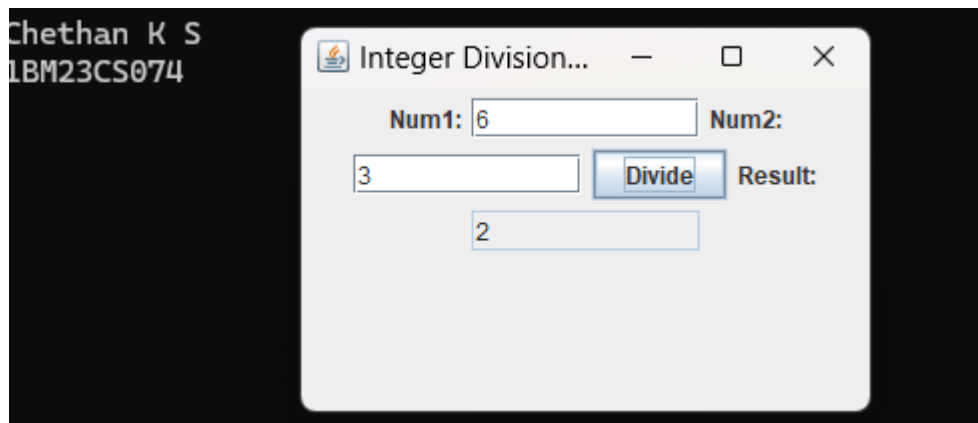 Chethan K S
1BM23CS074
Integer Division...
Num1: 6 Num2:
3 Divide Result:
2